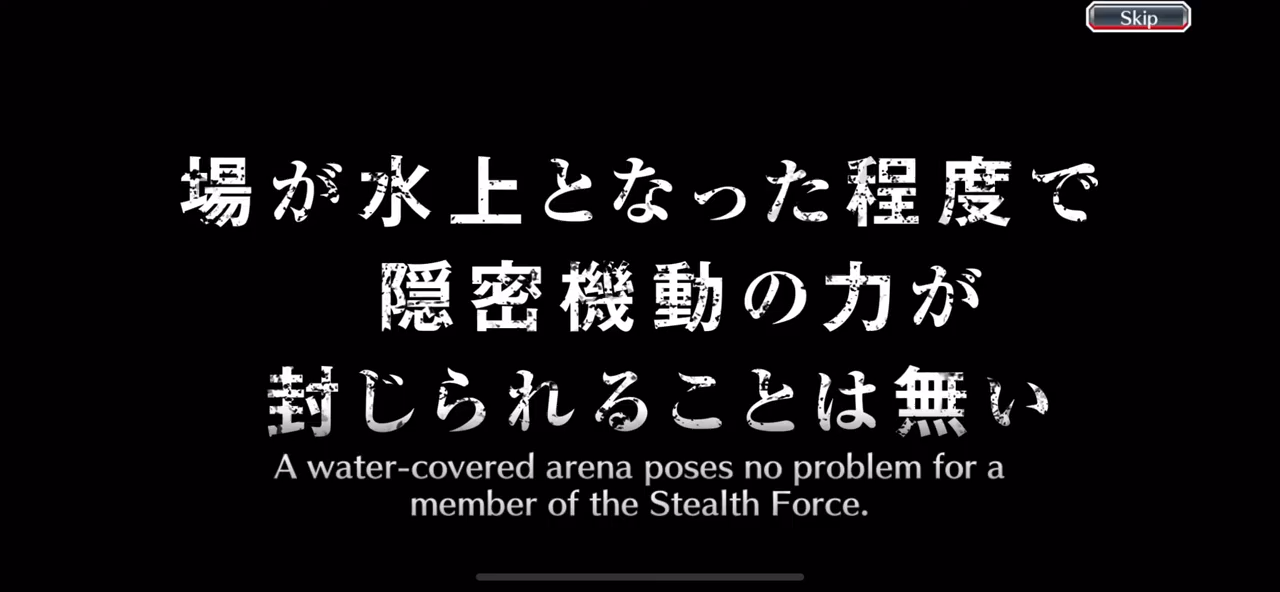 Skip
場が水上となった程度で
隠密機動の力が
封じられることは無い
A water-covered arena poses no problem for a
member of the Stealth Force.